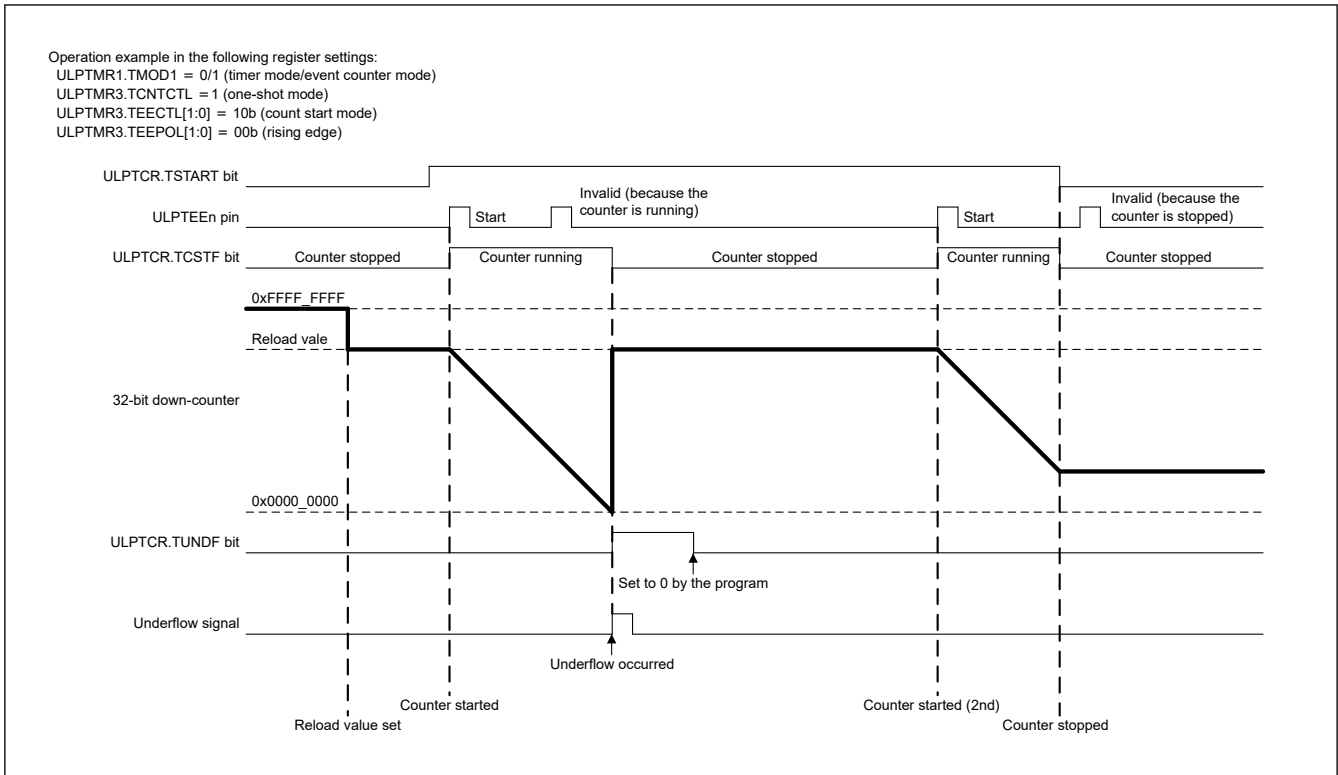 Operation example in the following register settings:
ULPTMR1.TMOD1 = 0/1 (timer mode/event counter mode)
ULPTMR3.TCNTCTL =1 (one-shot mode)
ULPTMR3.TEECTL[1:0] = 10b (count start mode)
ULPTMR3.TEEPOL[1:0] = 00b (rising edge)
ULPTCR.TSTART bit
Invalid (because the
counter is running)
Invalid (because the
counter is stopped)
ULPTEEn pin
Start
Start
ULPTCR.TCSTF bit
Counter stopped
Counter running
Counter stopped
Counter running
Counter stopped
0xFFFF_FFFF
Reload vale
32-bit down-counter
0x0000_0000
ULPTCR.TUNDF bit
Set to 0 by the program
Underflow signal
Underflow occurred
Counter started
Counter started (2nd)
Reload value set
Counter stopped